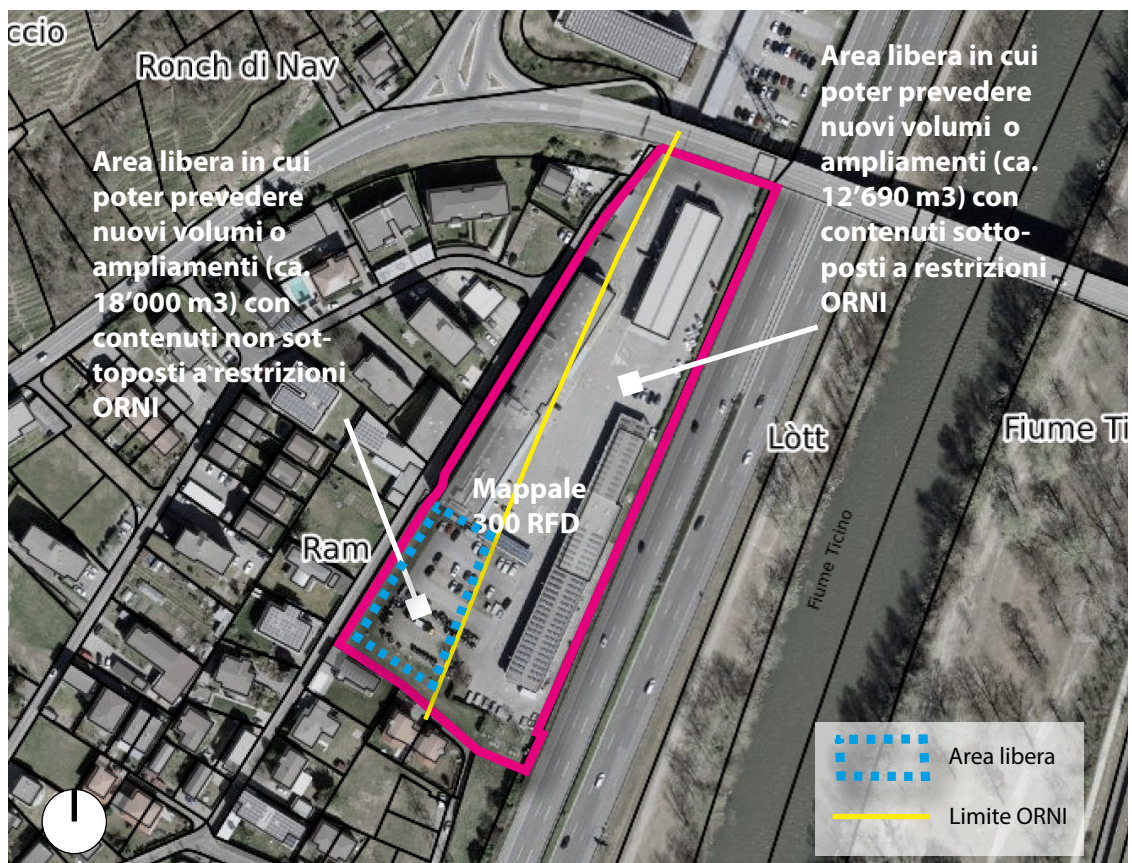 ccio
Ronch di Nav
Area libera in cui
poter prevedere
nuovi volumi o
ampliamenti (ca.
12’690 m3) con
contenuti sotto-
posti a restrizioni
ORNI
Area libera in cui
poter prevedere
nuovi volumi o
ampliamenti (ca.
18’000 m3) con
contenuti non sot-
toposti a restrizioni
ORNI
Lòtt
Fiume Ti
Mappale
300 RFD
Ram
Fiume Ticino
Area libera
Limite ORNI